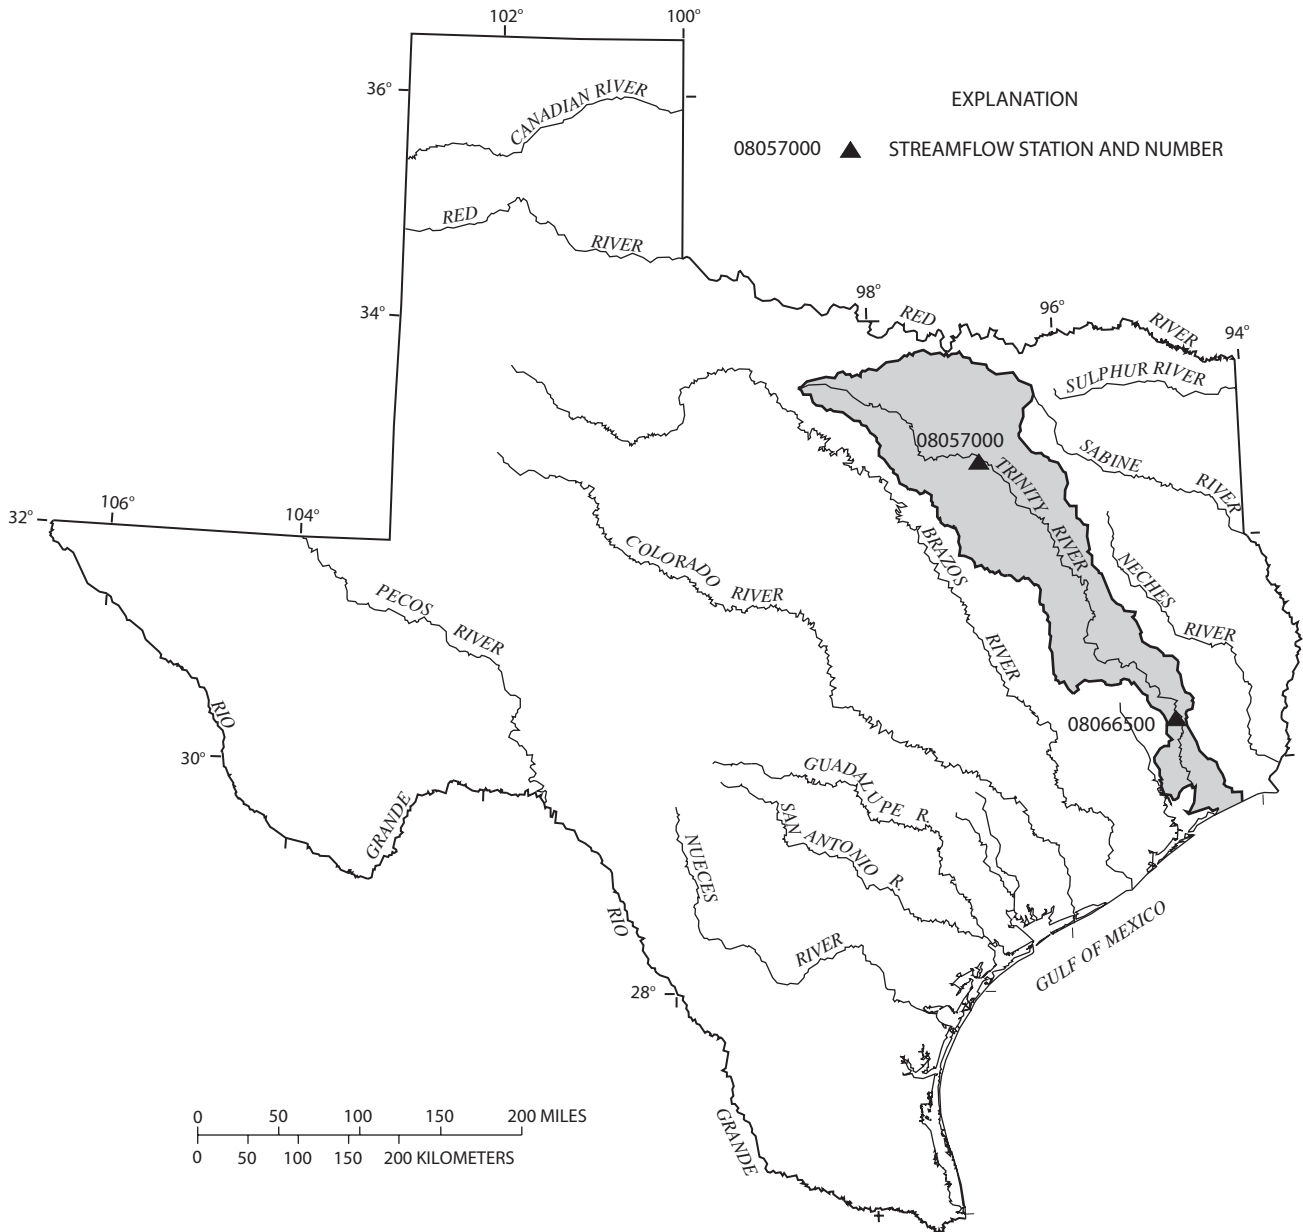 102°
100°
36°
CANADIAN RIVER
EXPLANATION
08057000 ▲ STREAMFLOW STATION AND NUMBER
RED
RIVER
34°
98°
RED
96°
RIVER
94°
SULPHUR RIVER
08057000
TRINITY
RIVER
SABINE
RIVER
32°
106°
104°
BRAZOS
RIVER
NECHES
RIVER
COLORADO
RIVER
PECOS
RIVER
RIO
GRANDE
30°
08066500
GUADALUPE R.
SAN ANTONIO R.
NUECES
RIVER
RIO
GRANDE
GULF OF MEXICO
28°
0 50 100 150 200 MILES
0 50 100 150 200 KILOMETERS